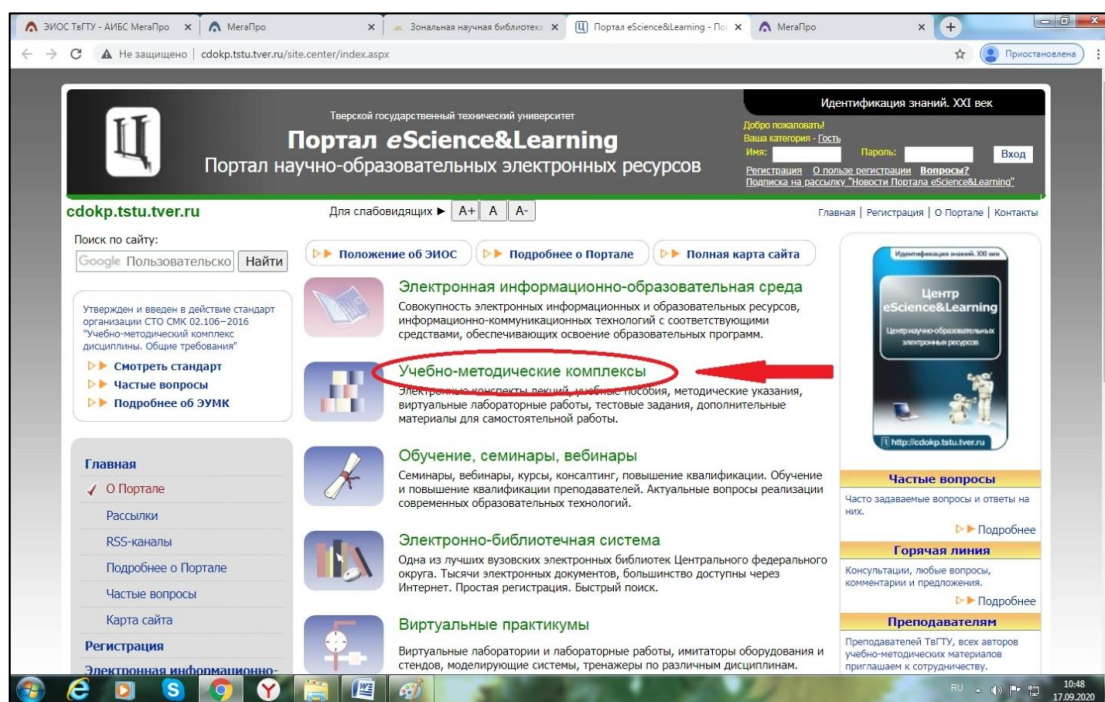 ЭИОС ТвГТУ - АИБС МегаПро
МегаПро
Зональная научная библиотека
Портал eScience&Learning - По
МегаПро
Не защищено
cdokp.tstu.tver.ru/site.center/index.aspx
Приостановлена
Ц
Тверской государственный технический университет
Портал eScience&Learning
Портал научно-образовательных электронных ресурсов
Идентификация знаний. XXI век
Добро пожаловать!
Ваша категория - Гость
Имя: Пароль: Вход
Регистрация О пользе регистрации Вопросы?
Подписка на рассылку "Новости Портала eScience&Learning"
cdokp.tstu.tver.ru
Для слабовидящих ► A+ A A-
Главная | Регистрация | О Портале | Контакты
Поиск по сайту:
Google Пользовательско Найти
Утвержден и введен в действие стандарт
организации СТО СМК 02.106–2016
"Учебно-методический комплекс
дисциплины. Общие требования"
Смотреть стандарт
Частые вопросы
Подробнее об ЭУМК
Главная
О Портале
Рассылки
RSS-каналы
Подробнее о Портале
Частые вопросы
Карта сайта
Регистрация
Электронная информационно-
Положение об ЭИОС
Подробнее о Портале
Полная карта сайта
Электронная информационно-образовательная среда
Совокупность электронных информационных и образовательных ресурсов,
информационно-коммуникационных технологий с соответствующими
средствами, обеспечивающих освоение образовательных программ.
Учебно-методические комплексы
Электронные конспекты лекций, учебные пособия, методические указания,
виртуальные лабораторные работы, тестовые задания, дополнительные
материалы для самостоятельной работы.
Обучение, семинары, вебинары
Семинары, вебинары, курсы, консалтинг, повышение квалификации. Обучение
и повышение квалификации преподавателей. Актуальные вопросы реализации
современных образовательных технологий.
Электронно-библиотечная система
Одна из лучших вузовских электронных библиотек Центрального федерального
округа. Тысячи электронных документов, большинство доступны через
Интернет. Простая регистрация. Быстрый поиск.
Виртуальные практикумы
Виртуальные лаборатории и лабораторные работы, имитаторы оборудования и
стендов, моделирующие системы, тренажеры по различным дисциплинам.
Идентификация знаний. XXI век
Центр
eScience&Learning
Центр научно-образовательных
электронных ресурсов
http://cdokp.tstu.tver.ru
Частые вопросы
Часто задаваемые вопросы и ответы на
них.
Подробнее
Горячая линия
Консультации, любые вопросы,
комментарии и предложения.
Подробнее
Преподавателям
Преподавателей ТвГТУ, всех авторов
учебно-методических материалов
приглашаем к сотрудничеству.
RU
10:48
17.09.2020